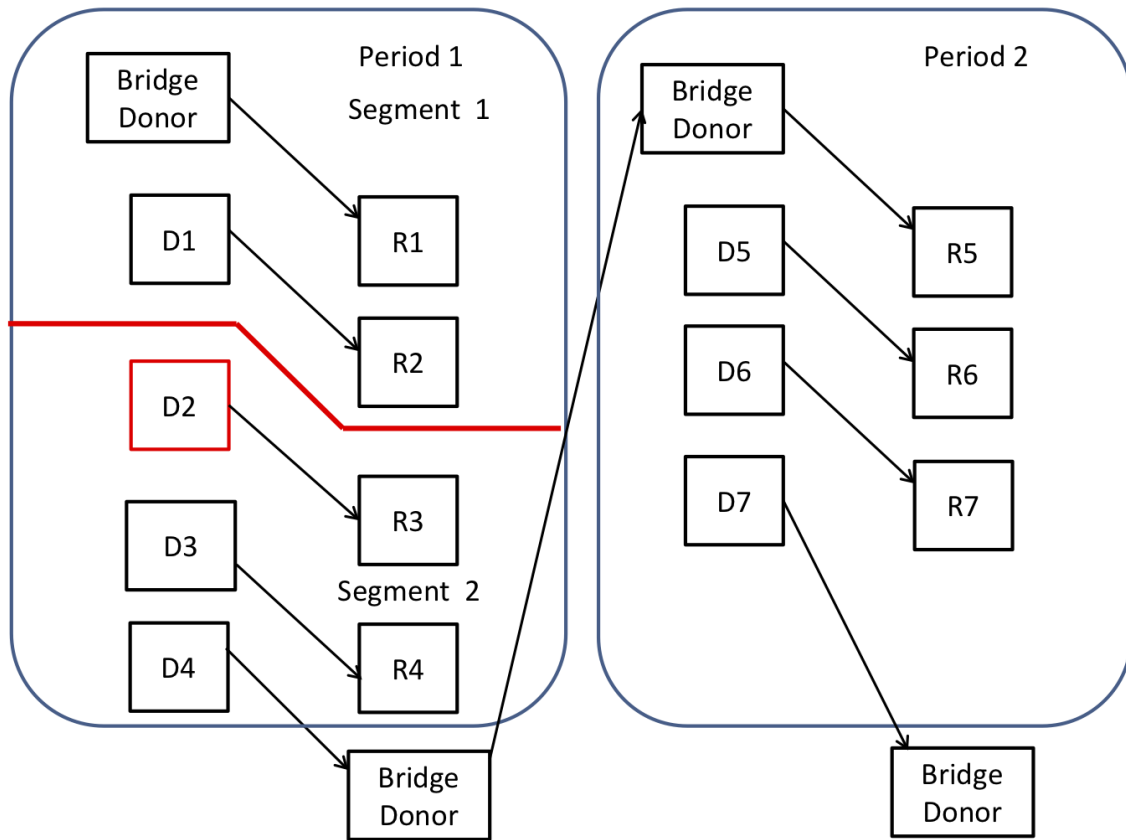 Period 1
Bridge
Donor
Segment 1
D1
R1
R2
D2
R3
D3
Segment 2
D4
R4
Bridge
Donor
Period 2
Bridge
Donor
D5
R5
D6
R6
D7
R7
Bridge
Donor